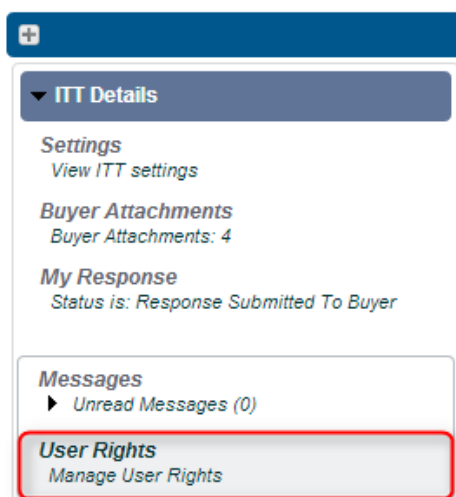 ITT Details
Settings
View ITT settings
Buyer Attachments
Buyer Attachments: 4
My Response
Status is: Response Submitted To Buyer
Messages
Unread Messages (0)
User Rights
Manage User Rights